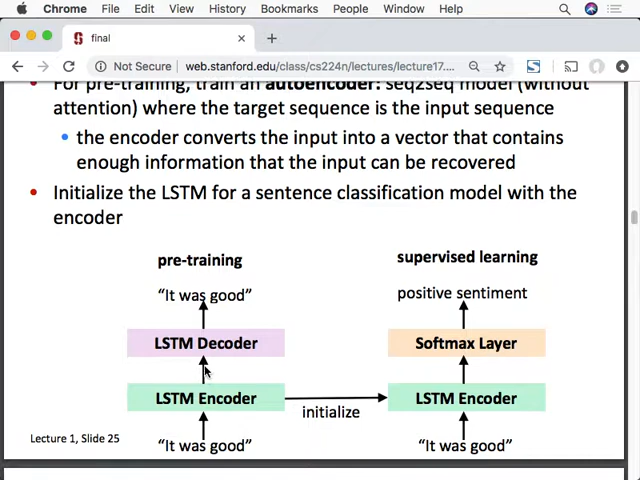 Chrome File Edit View History Bookmarks People Window Help
final
Not Secure web.stanford.edu/class/cs224n/lectures/lecture17....
• For pre-training, train an autoencoder: seq2seq model (without
attention) where the target sequence is the input sequence
• the encoder converts the input into a vector that contains
enough information that the input can be recovered
• Initialize the LSTM for a sentence classification model with the
encoder
pre-training
supervised learning
“It was good”
positive sentiment
LSTM Decoder
Softmax Layer
LSTM Encoder
LSTM Encoder
initialize
Lecture 1, Slide 25
“It was good”
“It was good”